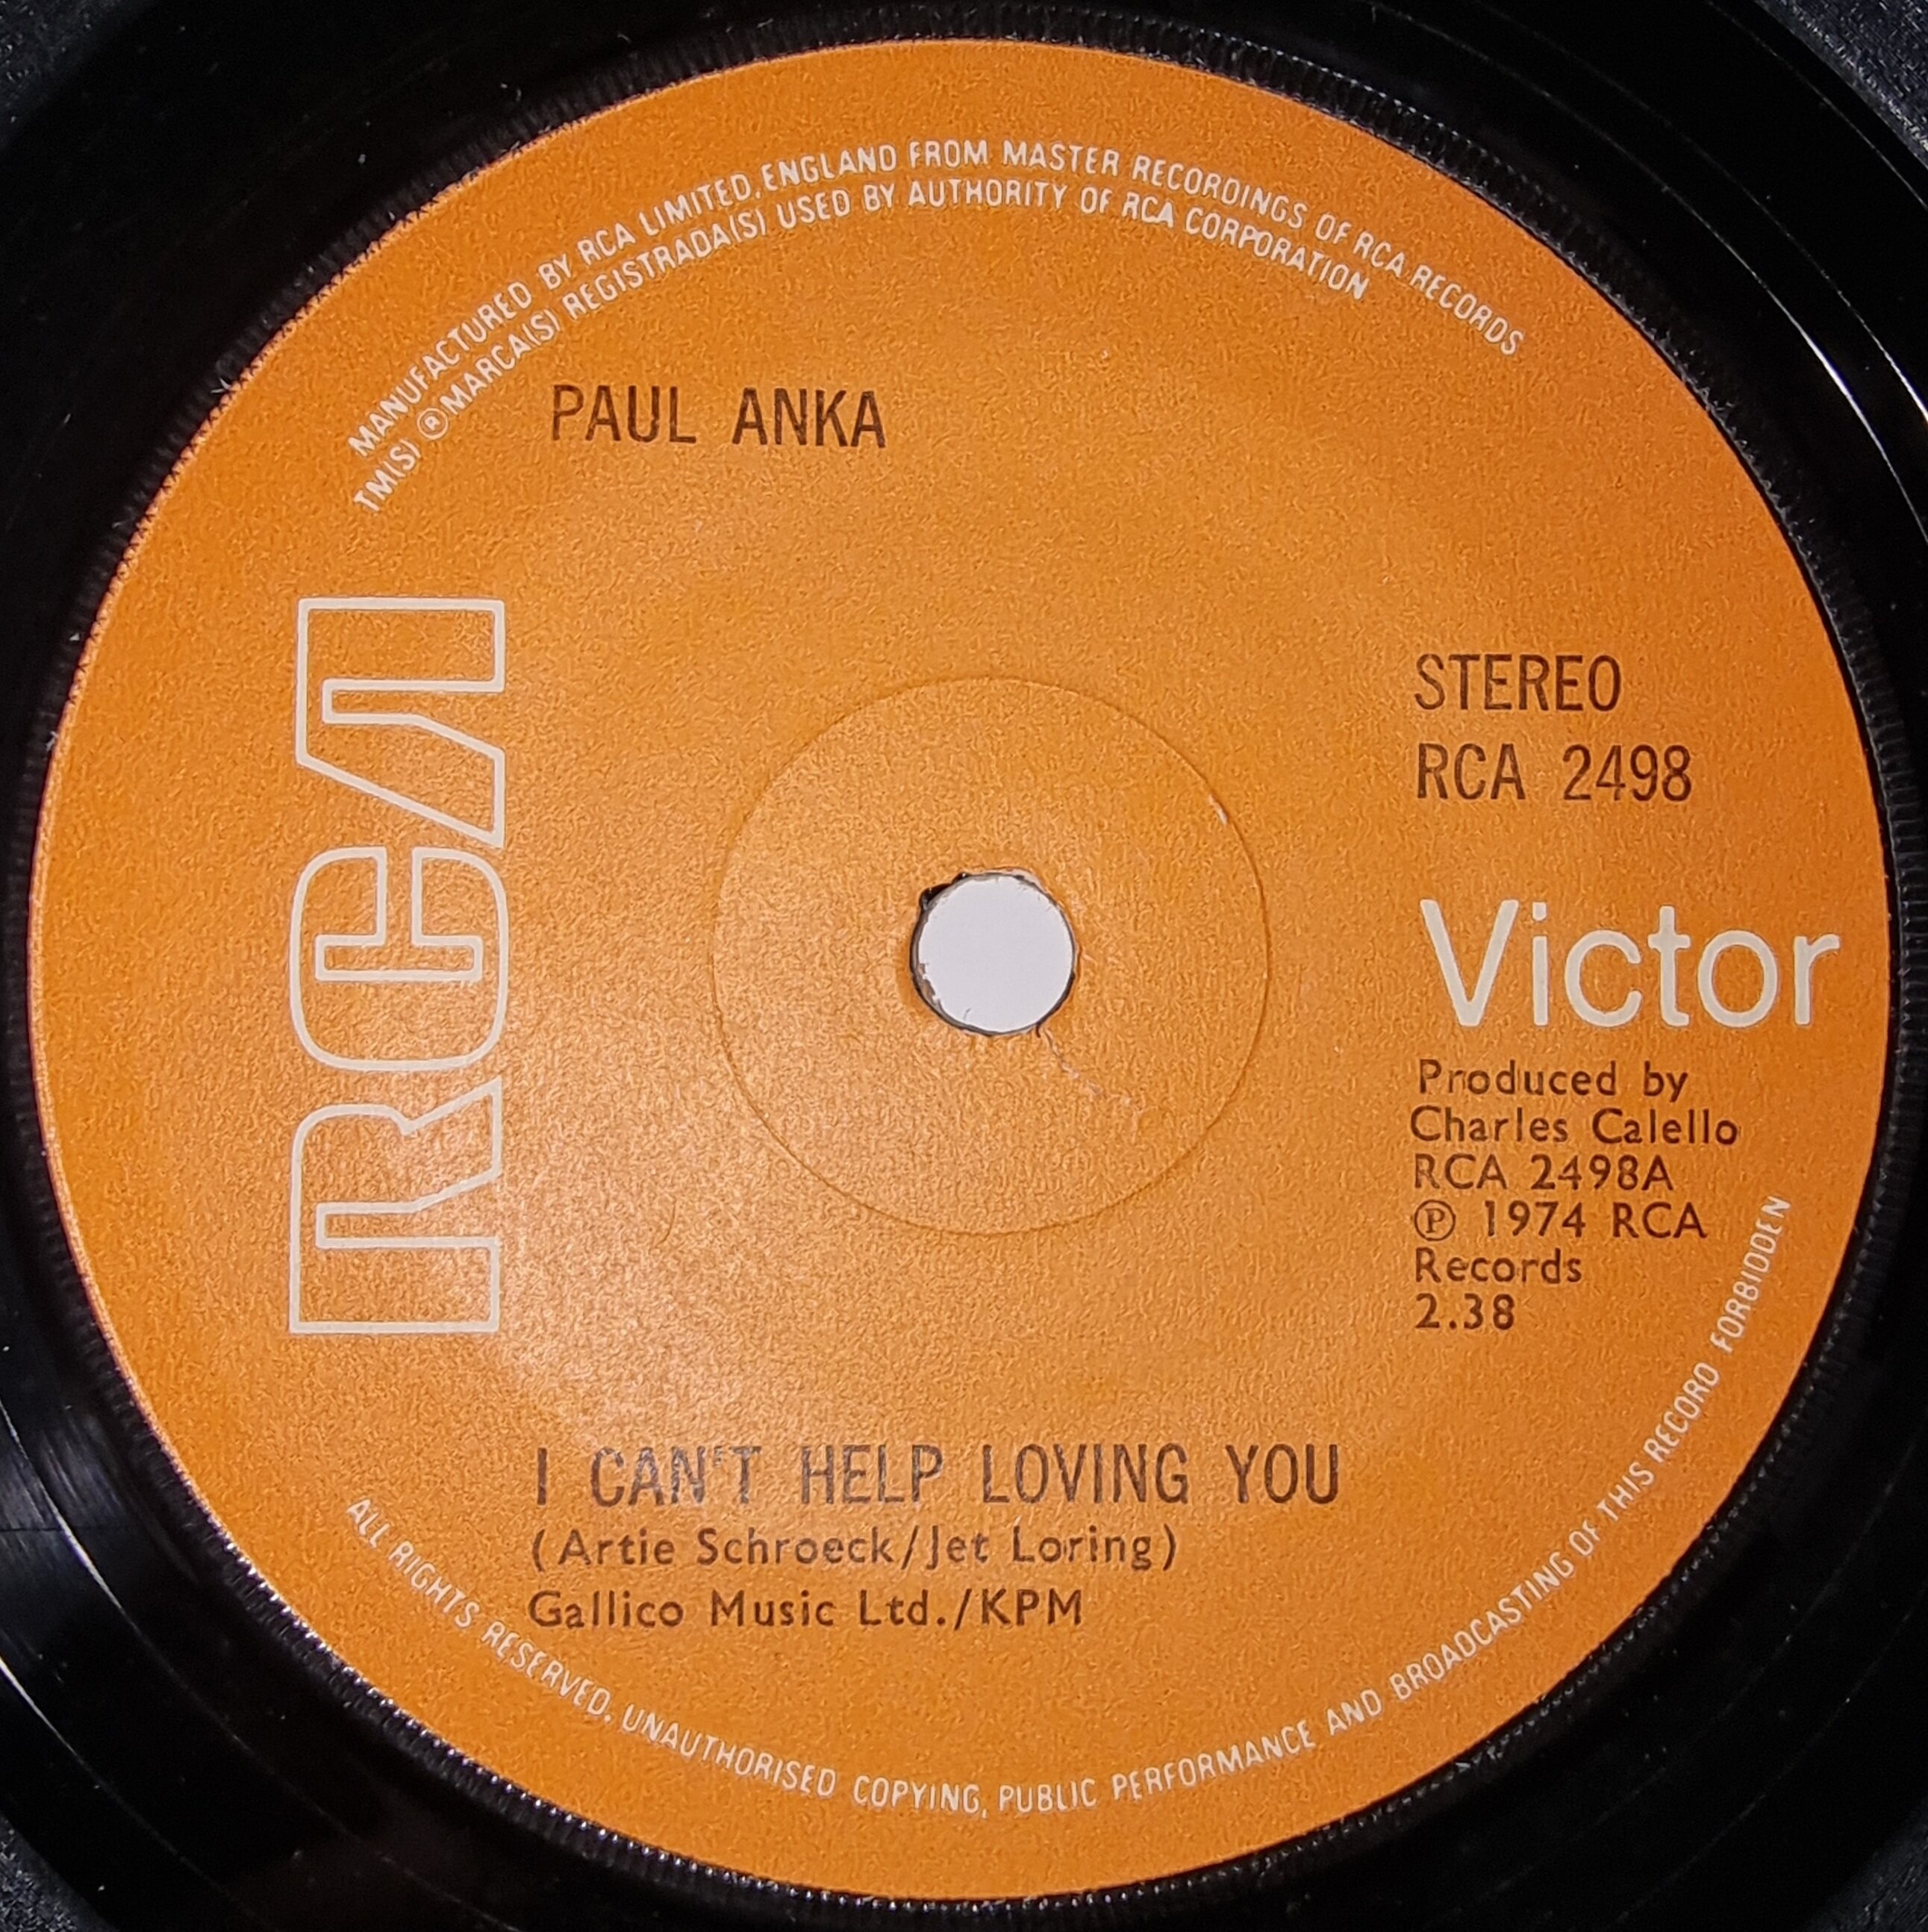 MANUFACTURED BY RCA LIMITED, ENGLAND FROM MASTER RECORDINGS OF RCA RECORDS
TM(S) ® MARCA(S) REGISTRADA(S) USED BY AUTHORITY OF RCA CORPORATION
PAUL ANKA
RCA
STEREO
RCA 2498
Victor
Produced by
Charles Calello
RCA 2498A
℗ 1974 RCA
Records
2.38
I CAN'T HELP LOVING YOU
(Artie Schroeck/Jet Loring)
Gallico Music Ltd./KPM
ALL RIGHTS RESERVED. UNAUTHORISED COPYING, PUBLIC PERFORMANCE AND BROADCASTING OF THIS RECORD FORBIDDEN